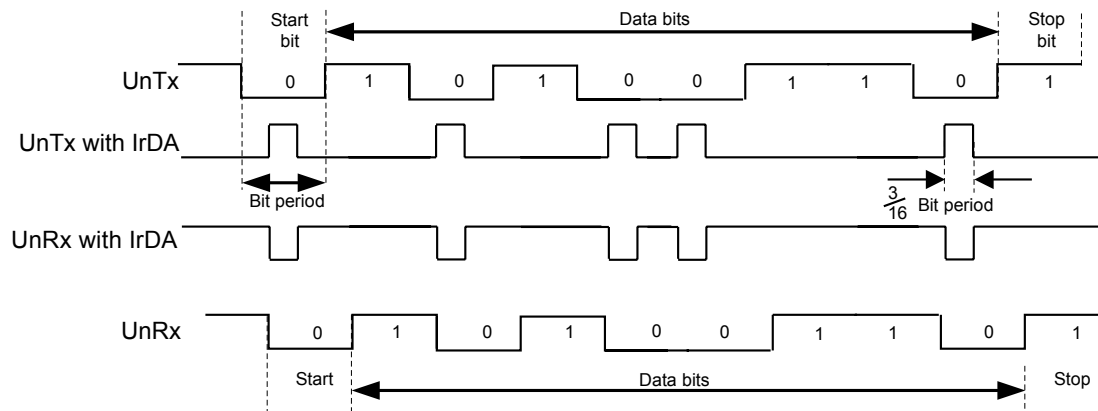 Start
bit
Data bits
Stop
bit
UnTx
0 1 0 1 0 0 1 1 0 1
UnTx with IrDA
Bit period
3/16 Bit period
UnRx with IrDA
UnRx
0 1 0 1 0 0 1 1 0 1
Start
Data bits
Stop